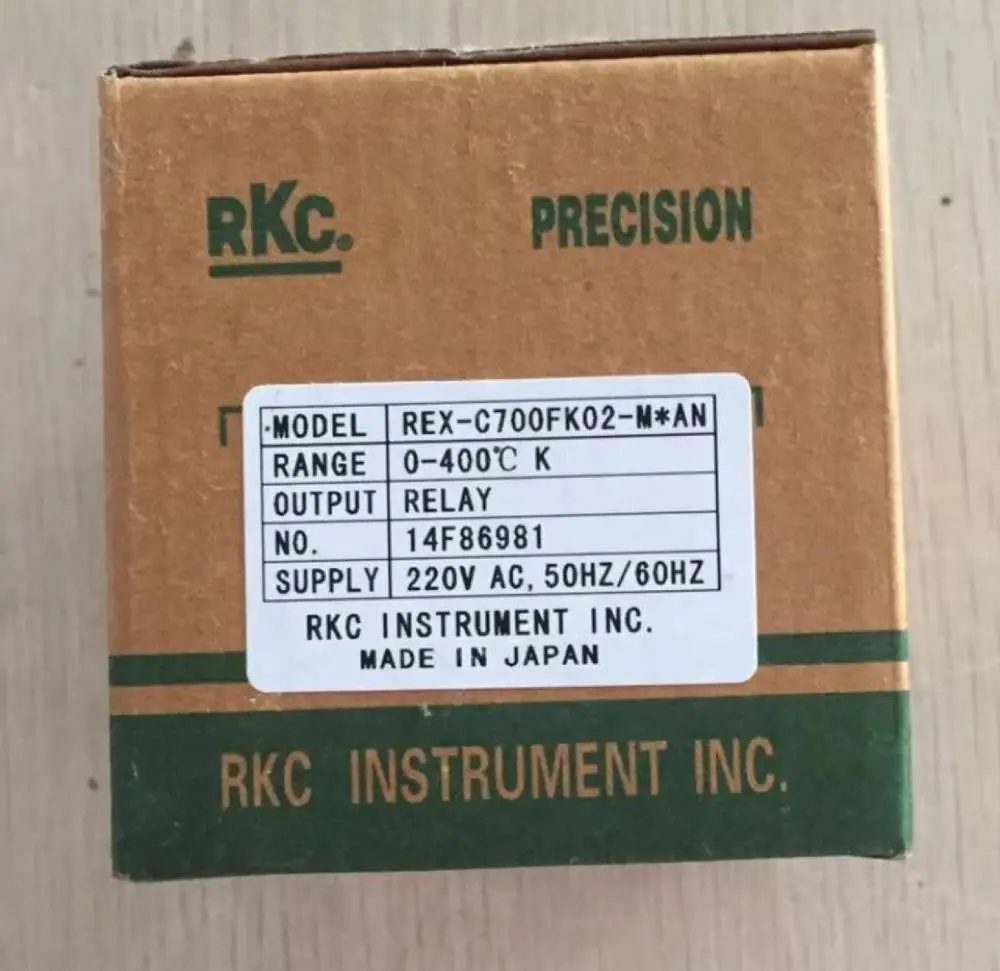 RKC. PRECISION
·MODEL REX-C700FK02-M*AN
RANGE 0-400℃ K
OUTPUT RELAY
NO. 14F86981
SUPPLY 220V AC, 50HZ/60HZ
RKC INSTRUMENT INC.
MADE IN JAPAN
RKC INSTRUMENT INC.